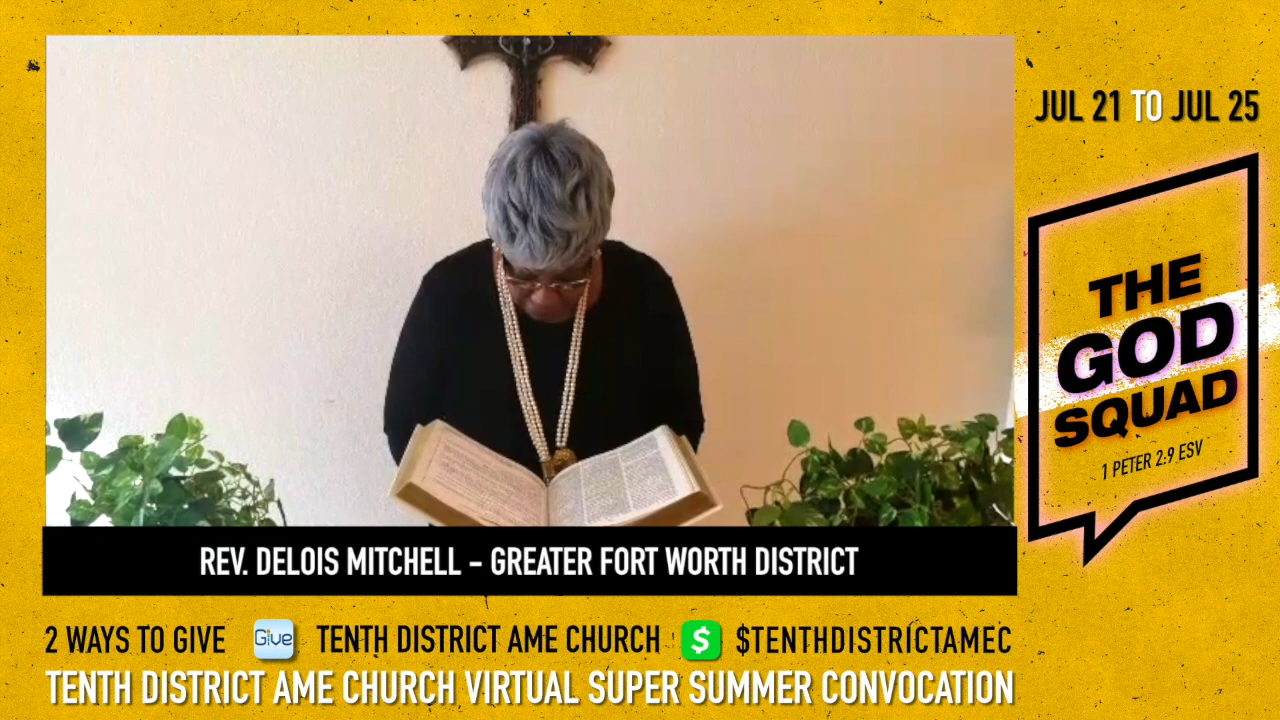 JUL 21 TO JUL 25
THE
GOD
SQUAD
1 PETER 2:9 ESV
REV. DELOIS MITCHELL - GREATER FORT WORTH DISTRICT
2 WAYS TO GIVE Give TENTH DISTRICT AME CHURCH $ $TENTHDISTRICTAMEC
TENTH DISTRICT AME CHURCH VIRTUAL SUPER SUMMER CONVOCATION